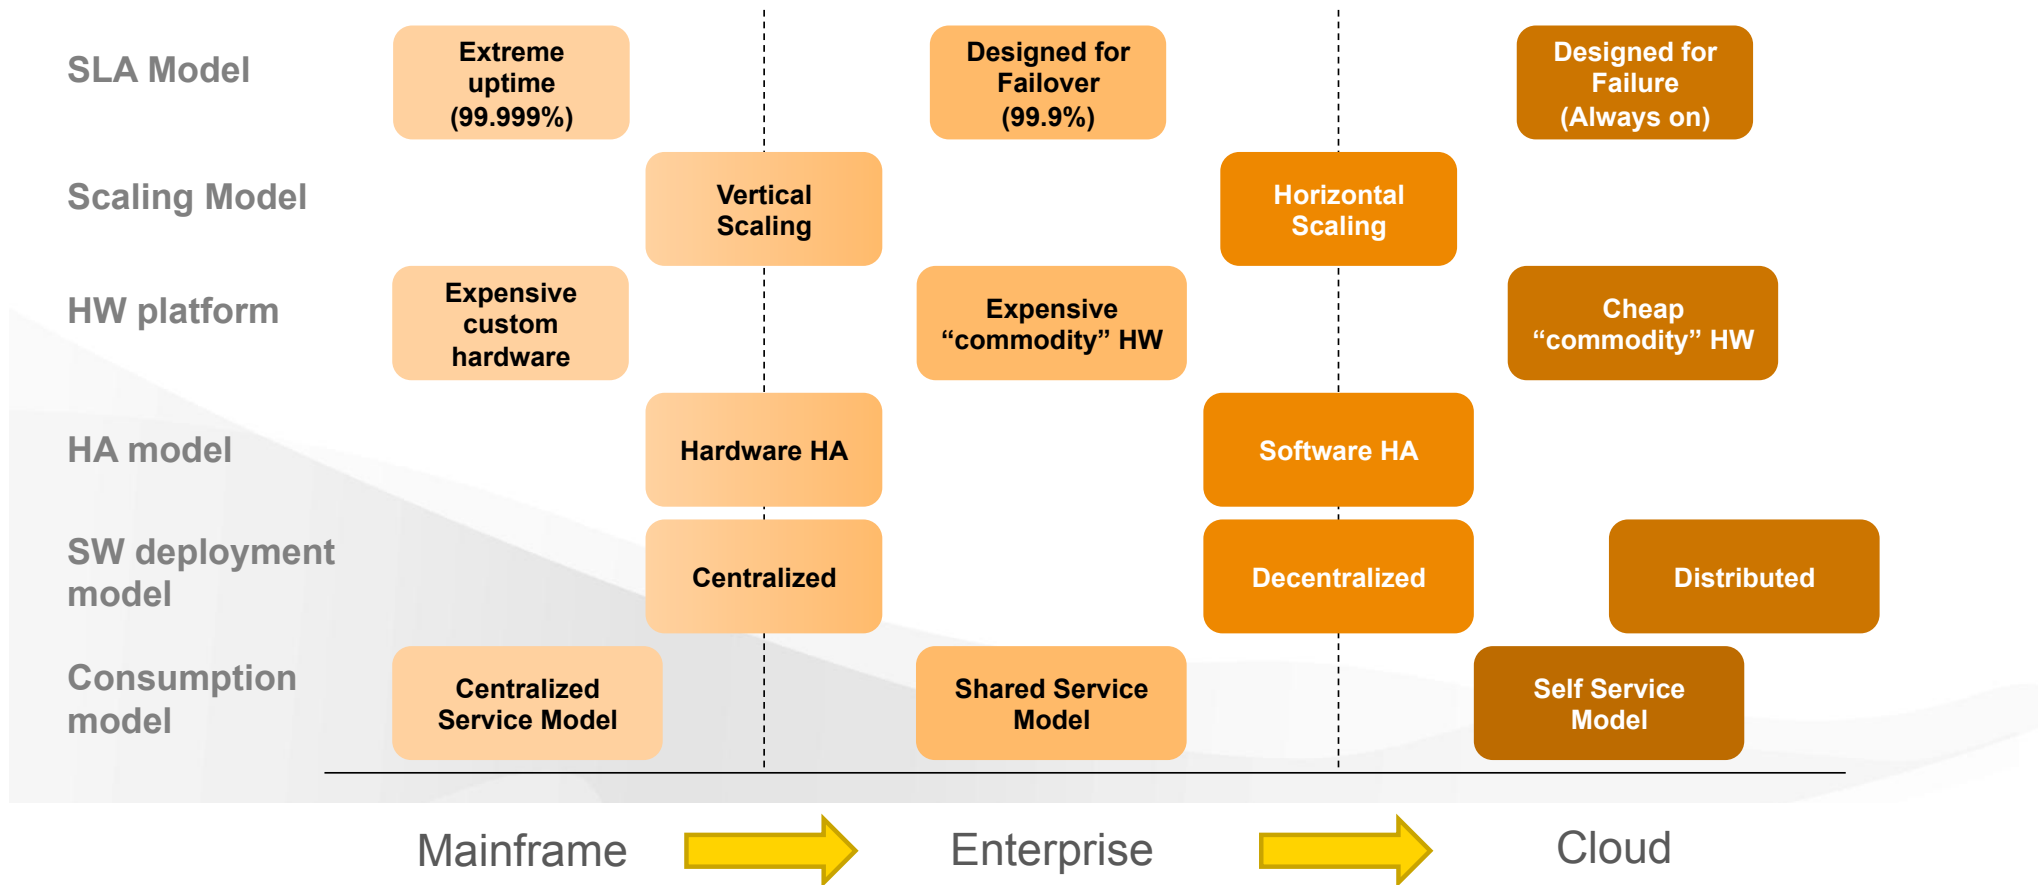 SLA Model
Extreme
uptime
(99.999%)
Designed for
Failover
(99.9%)
Designed for
Failure
(Always on)
Scaling Model
Vertical
Scaling
Horizontal
Scaling
HW platform
Expensive
custom
hardware
Expensive
“commodity” HW
Cheap
“commodity” HW
HA model
Hardware HA
Software HA
SW deployment
model
Centralized
Decentralized
Distributed
Consumption
model
Centralized
Service Model
Shared Service
Model
Self Service
Model
Mainframe
Enterprise
Cloud